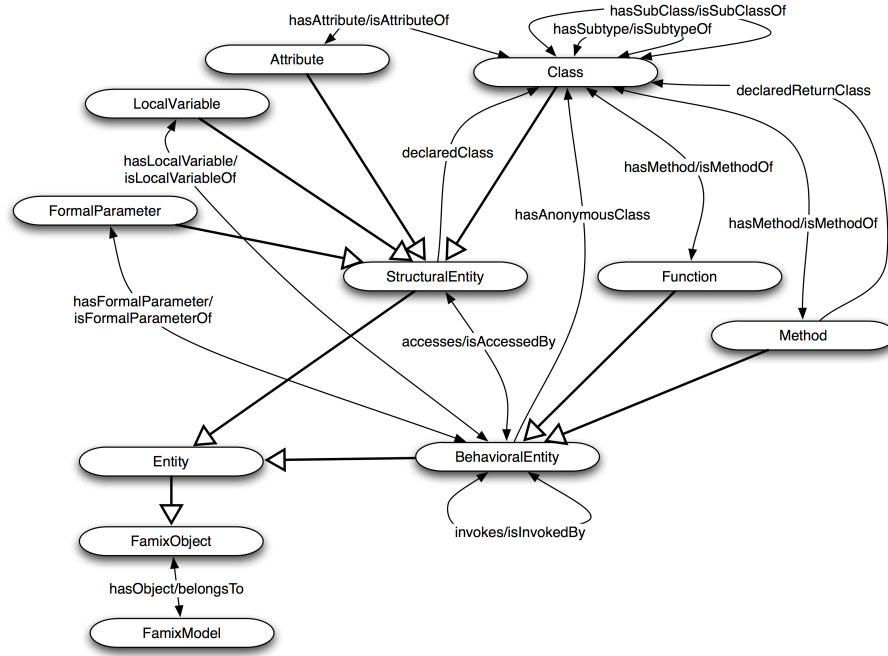 hasSubClass/isSubClassOf
hasAttribute/isAttributeOf
hasSubtype/isSubtypeOf
Attribute
Class
declaredReturnClass
LocalVariable
declaredClass
hasLocalVariable/
isLocalVariableOf
hasMethod/isMethodOf
FormalParameter
hasAnonymousClass
hasMethod/isMethodOf
StructuralEntity
Function
hasFormalParameter/
isFormalParameterOf
Method
accesses/isAccessedBy
Entity
BehavioralEntity
invokes/isInvokedBy
FamixObject
hasObject/belongsTo
FamixModel